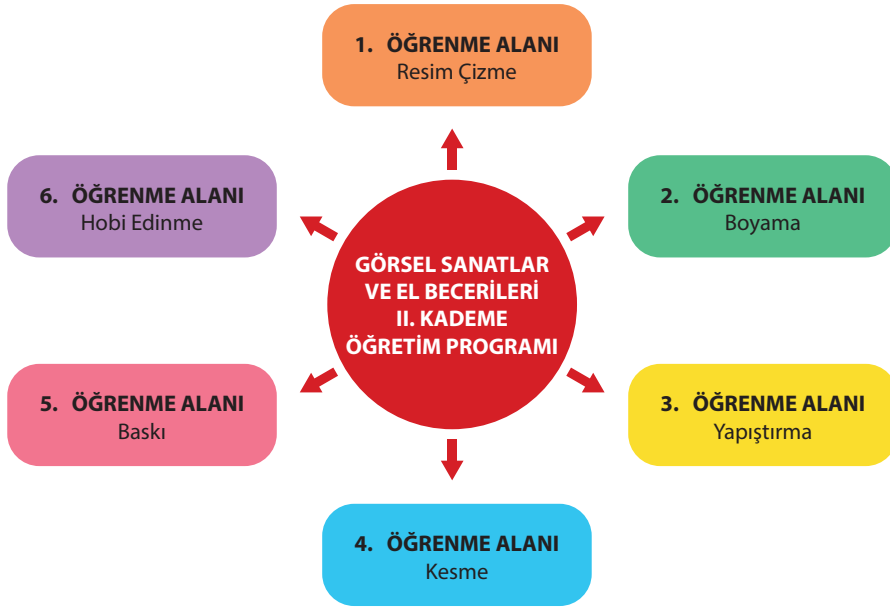 1. ÖĞRENME ALANI
Resim Çizme
6. ÖĞRENME ALANI
Hobi Edinme
2. ÖĞRENME ALANI
Boyama
GÖRSEL SANATLAR
VE EL BECERİLERİ
II. KADEME
ÖĞRETİM PROGRAMI
5. ÖĞRENME ALANI
Baskı
3. ÖĞRENME ALANI
Yapıştırma
4. ÖĞRENME ALANI
Kesme